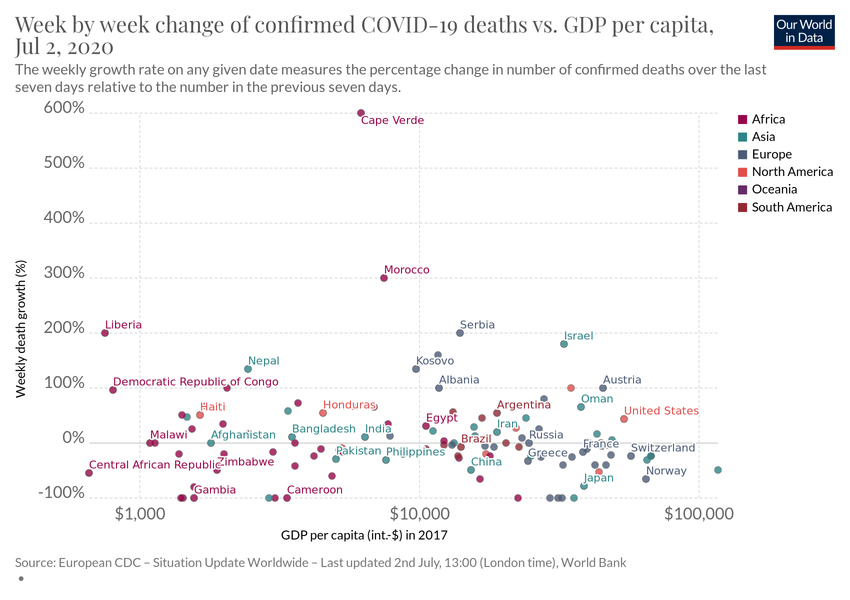 Week by week change of confirmed COVID-19 deaths vs. GDP per capita,
Jul 2, 2020
Our World
in Data
The weekly growth rate on any given date measures the percentage change in number of confirmed deaths over the last
seven days relative to the number in the previous seven days.
600%
500%
400%
300%
200%
100%
0%
-100%
Weekly death growth (%)
Cape Verde
Morocco
Liberia
Serbia
Israel
Nepal
Kosovo
Democratic Republic of Congo
Albania
Austria
Haiti
Honduras
Argentina
Oman
United States
Egypt
Malawi
Afghanistan
Bangladesh
India
Iran
Brazil
Russia
France
Pakistan
Philippines
Greece
Switzerland
Central African Republic
Zimbabwe
China
Norway
Gambia
Cameroon
Japan
$1,000
$10,000
$100,000
GDP per capita (int.-$) in 2017
Africa
Asia
Europe
North America
Oceania
South America
Source: European CDC – Situation Update Worldwide – Last updated 2nd July, 13:00 (London time), World Bank